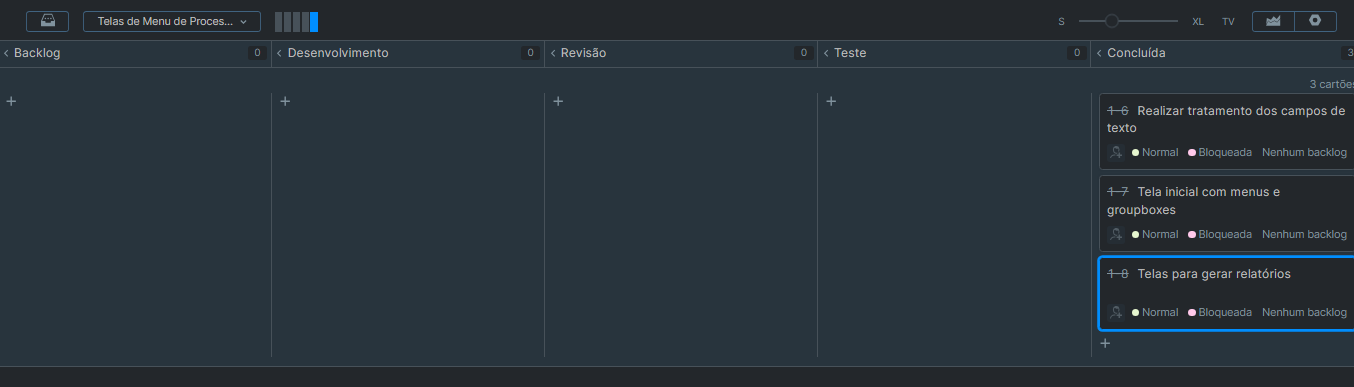 Telas de Menu de Proces...
S
XL
TV
Backlog
0
Desenvolvimento
0
Revisão
0
Teste
0
Concluída
3
3 cartões
1-6 Realizar tratamento dos campos de
texto
Normal Bloqueada Nenhum backlog
1-7 Tela inicial com menus e
groupboxes
Normal Bloqueada Nenhum backlog
1-8 Telas para gerar relatórios
Normal Bloqueada Nenhum backlog